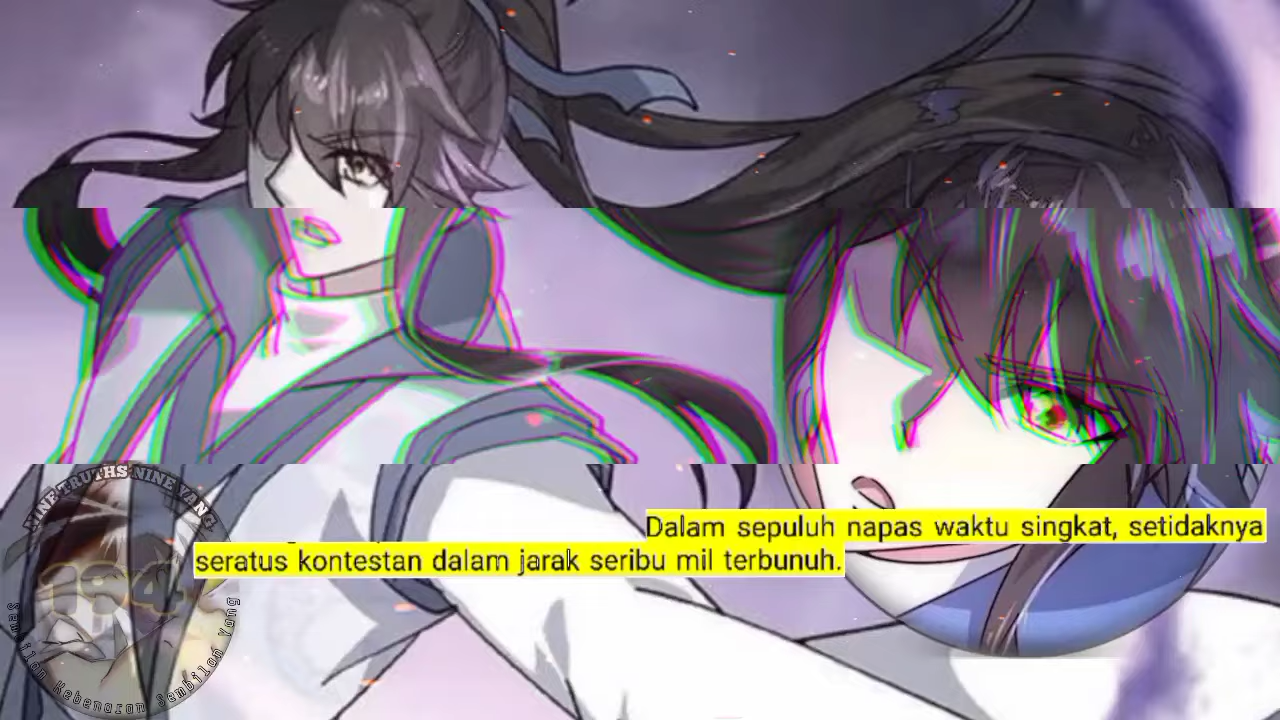 NINE TRUTHS NINE YANG
194
Dalam sepuluh napas waktu singkat, setidaknya
seratus kontestan dalam jarak seribu mil terbunuh.
Sembilan Kebenaran Sembilan Yang